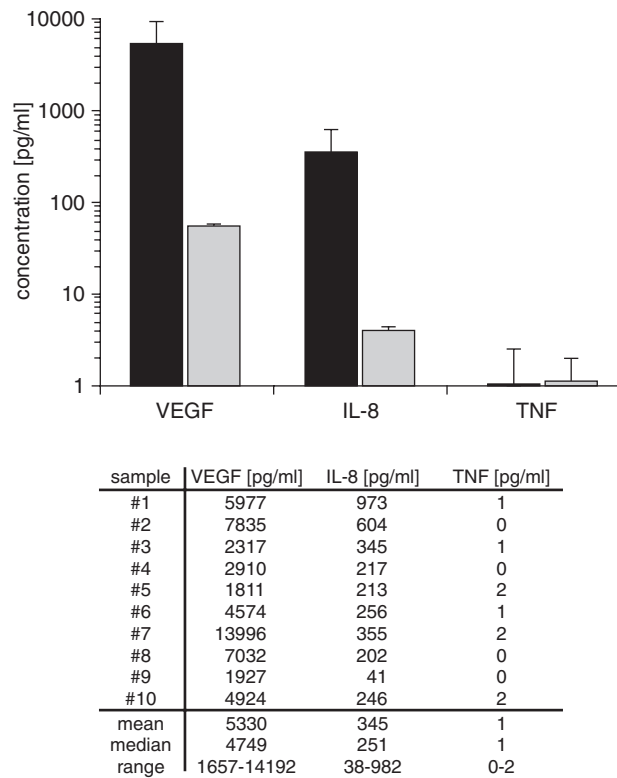 10000
1000
100
10
1
concentration [pg/ml]
VEGF IL-8 TNF
sample VEGF [pg/ml] IL-8 [pg/ml] TNF [pg/ml]
#1 5977 973 1
#2 7835 604 0
#3 2317 345 1
#4 2910 217 0
#5 1811 213 2
#6 4574 256 1
#7 13996 355 2
#8 7032 202 0
#9 1927 41 0
#10 4924 246 2
mean 5330 345 1
median 4749 251 1
range 1657-14192 38-982 0-2